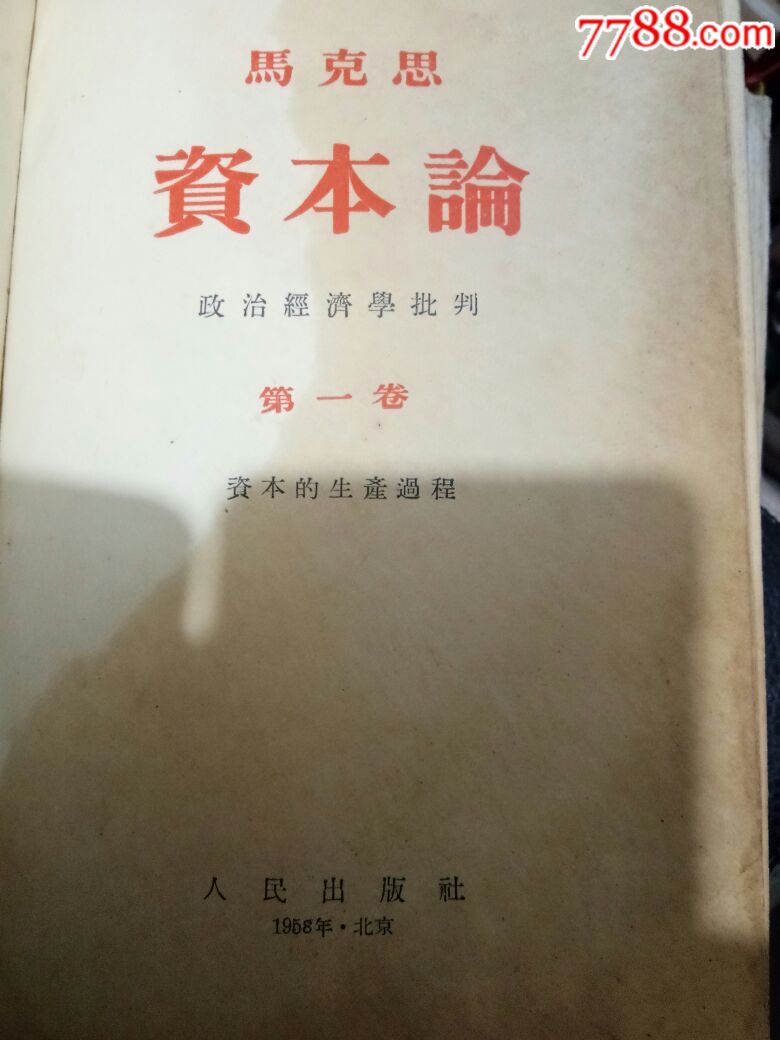 7788.com
馬克思
資本論
政治經濟學批判
第一卷
資本的生產過程
人民出版社
1958年·北京